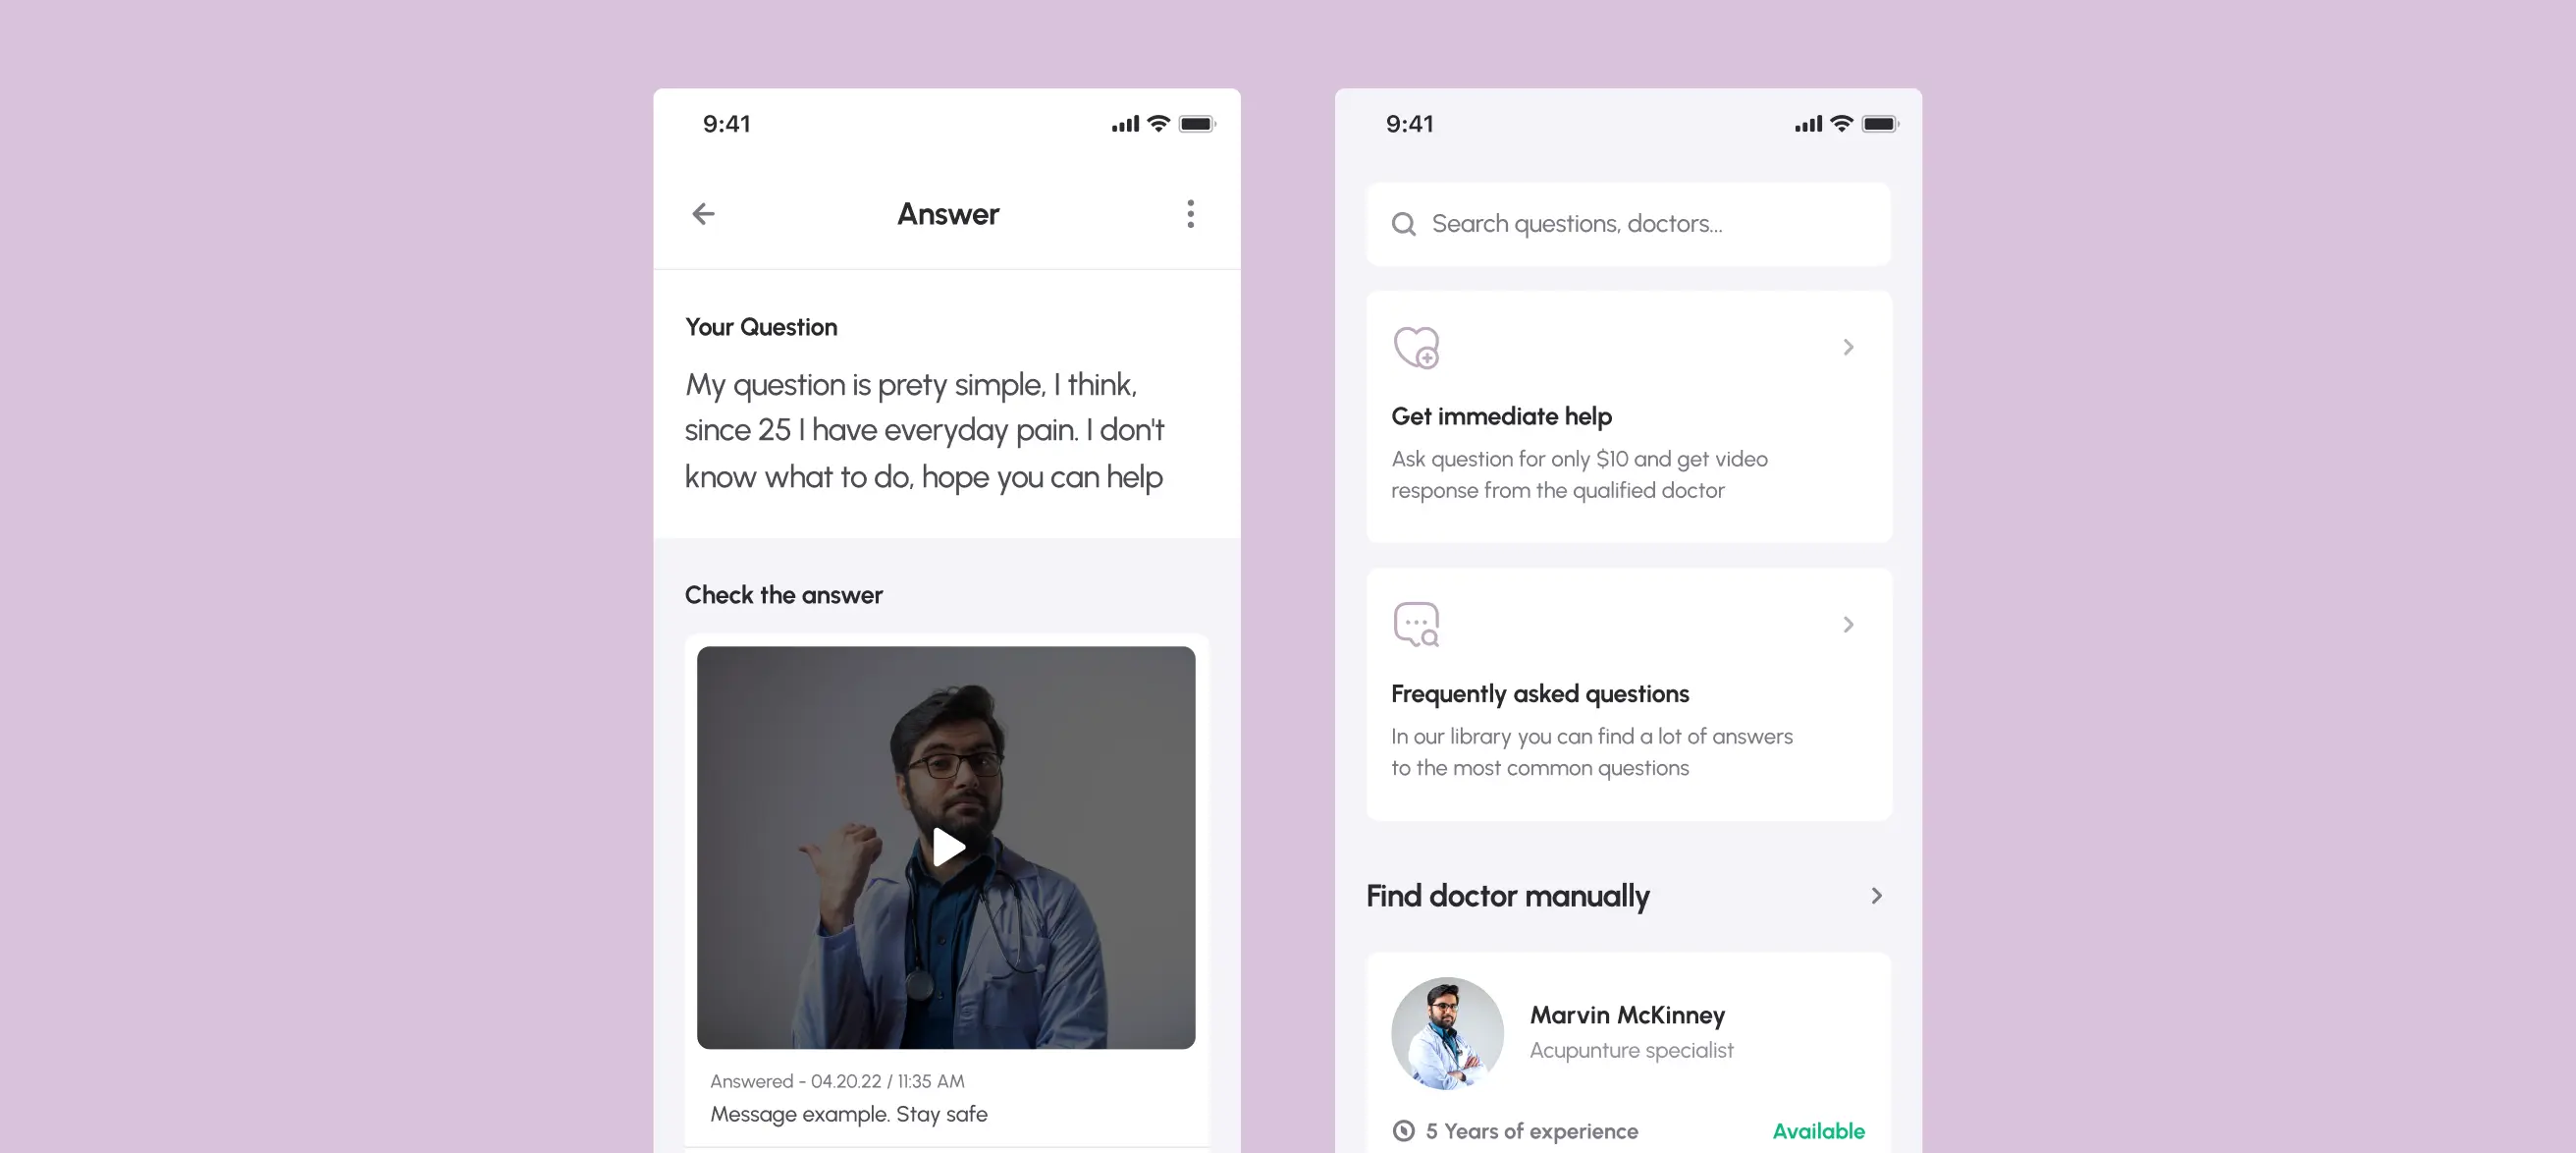 9:41
Answer
Your Question
My question is prety simple, I think,
since 25 I have everyday pain. I don't
know what to do, hope you can help
Check the answer
Answered - 04.20.22 / 11:35 AM
Message example. Stay safe
9:41
Search questions, doctors...
Get immediate help
Ask question for only $10 and get video
response from the qualified doctor
Frequently asked questions
In our library you can find a lot of answers
to the most common questions
Find doctor manually
Marvin McKinney
Acupunture specialist
5 Years of experience
Available